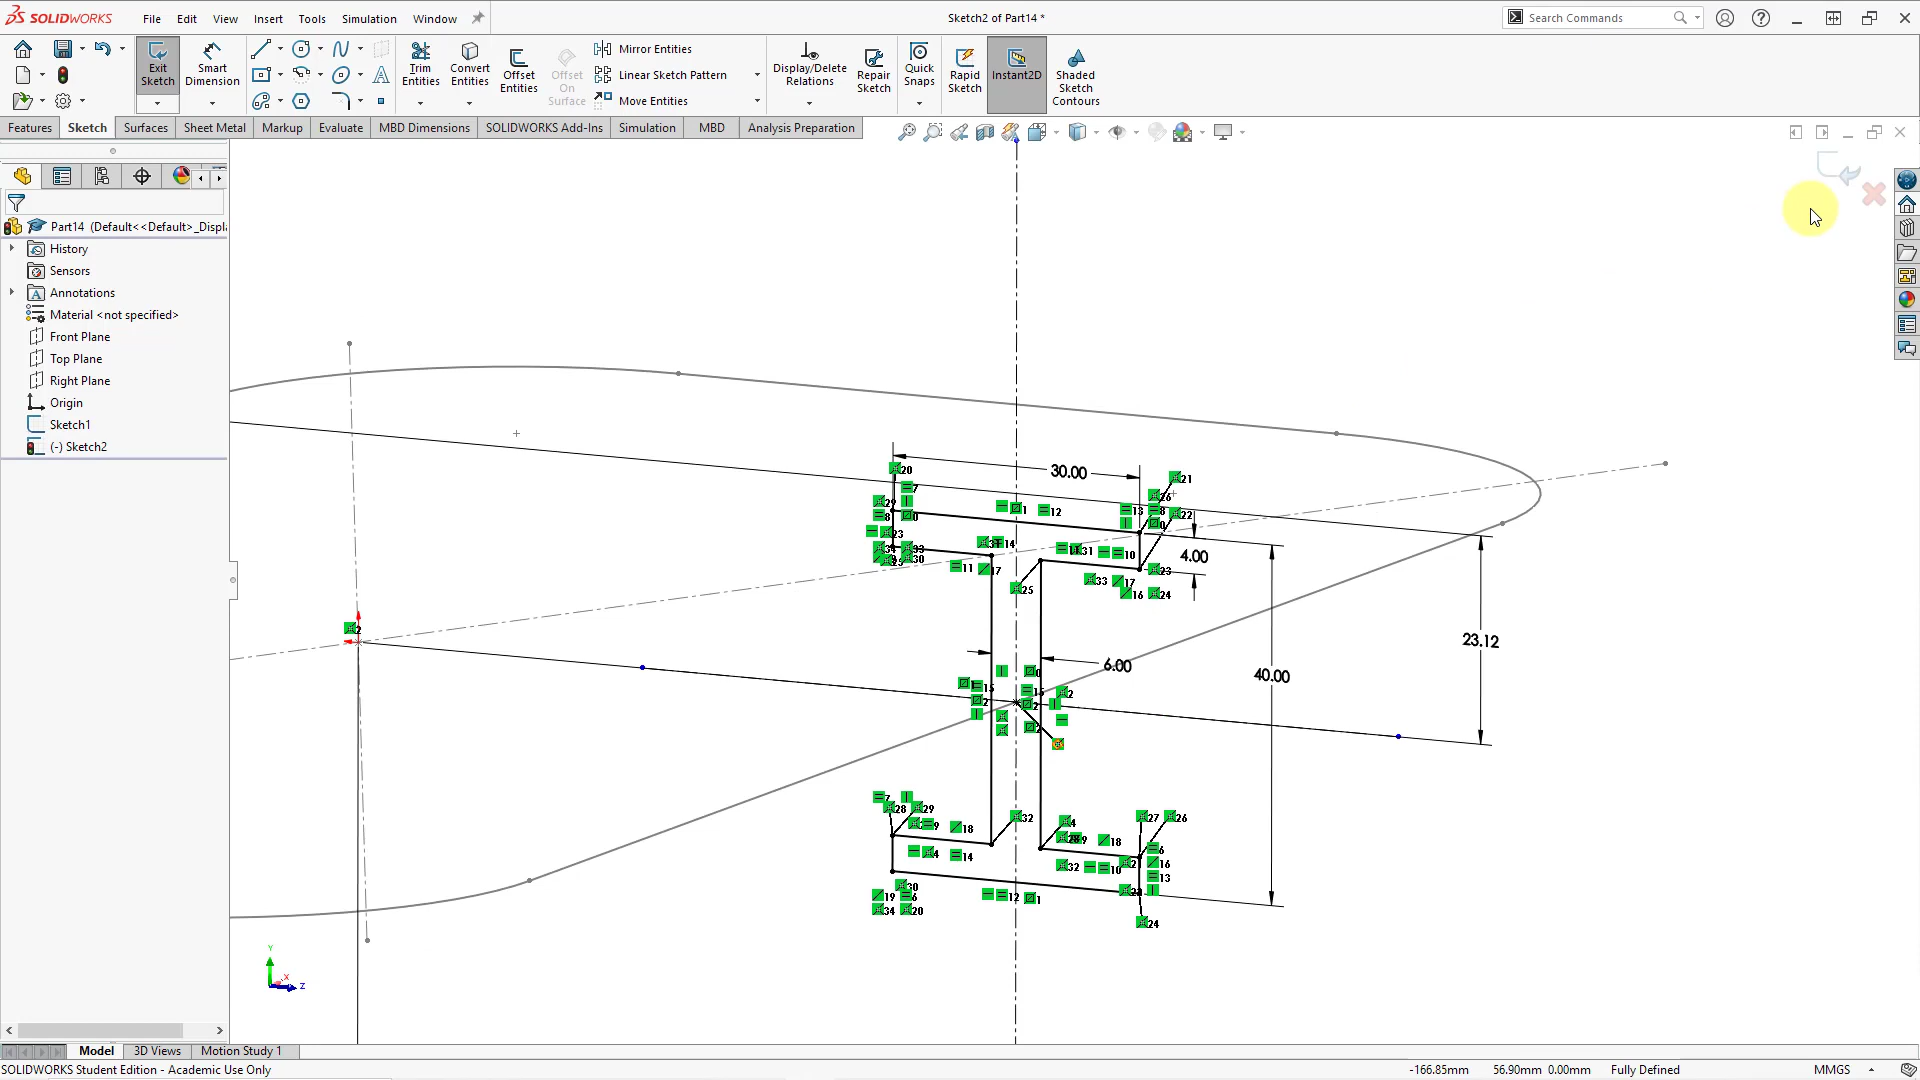 SOLIDWORKS File Edit View Insert Tools Simulation Window Sketch2 of Part14 * Search Commands
Exit Sketch Smart Dimension Trim Entities Convert Entities Offset Entities Offset On Surface Mirror Entities Linear Sketch Pattern Move Entities Display/Delete Relations Repair Sketch Quick Snaps Rapid Sketch Instant2D Shaded Sketch Contours
Features Sketch Surfaces Sheet Metal Markup Evaluate MBD Dimensions SOLIDWORKS Add-Ins Simulation MBD Analysis Preparation
Part14 (Default<<Default>_Displ
History
Sensors
Annotations
Material <not specified>
Front Plane
Top Plane
Right Plane
Origin
Sketch1
(-) Sketch2
30.00
4.00
23.12
6.00
40.00
Y
X
Z
Model 3D Views Motion Study 1
SOLIDWORKS Student Edition - Academic Use Only -166.85mm 56.90mm 0.00mm Fully Defined MMGS